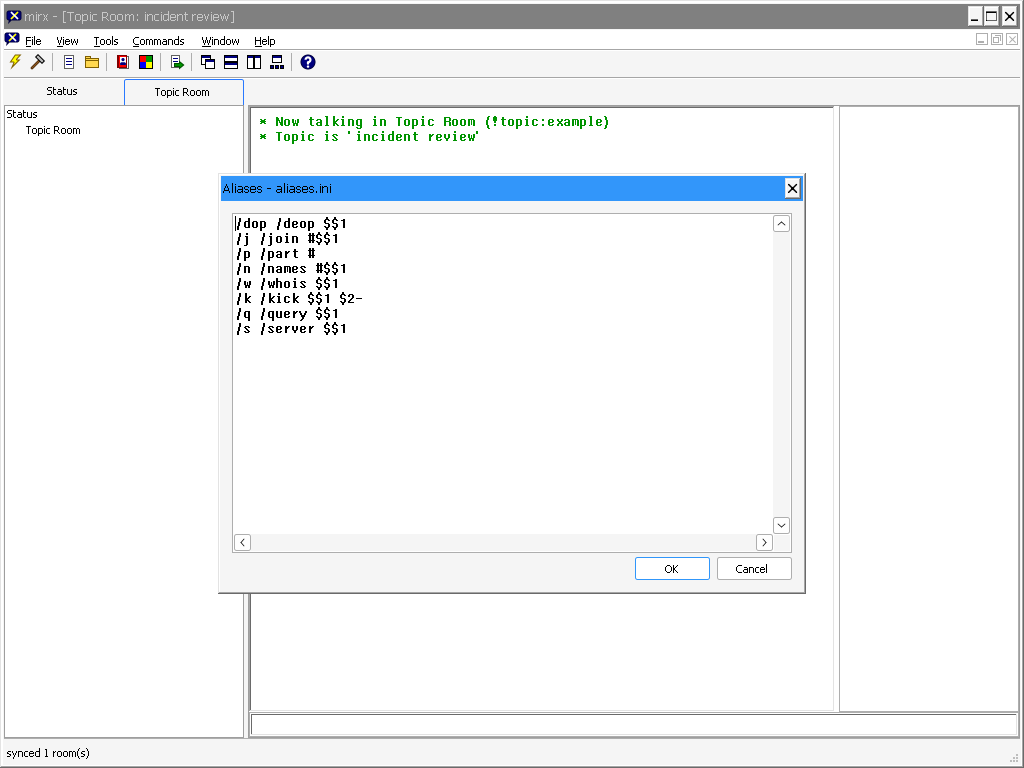 mirx - [Topic Room: incident review]
File View Tools Commands Window Help
Status Topic Room
Status
Topic Room
* Now talking in Topic Room (!topic:example)
* Topic is 'incident review'
Aliases - aliases.ini
/dop /deop $$1
/j /join #$$1
/p /part #
/n /names #$$1
/w /whois $$1
/k /kick $$1 $2-
/q /query $$1
/s /server $$1
OK Cancel
synced 1 room(s)